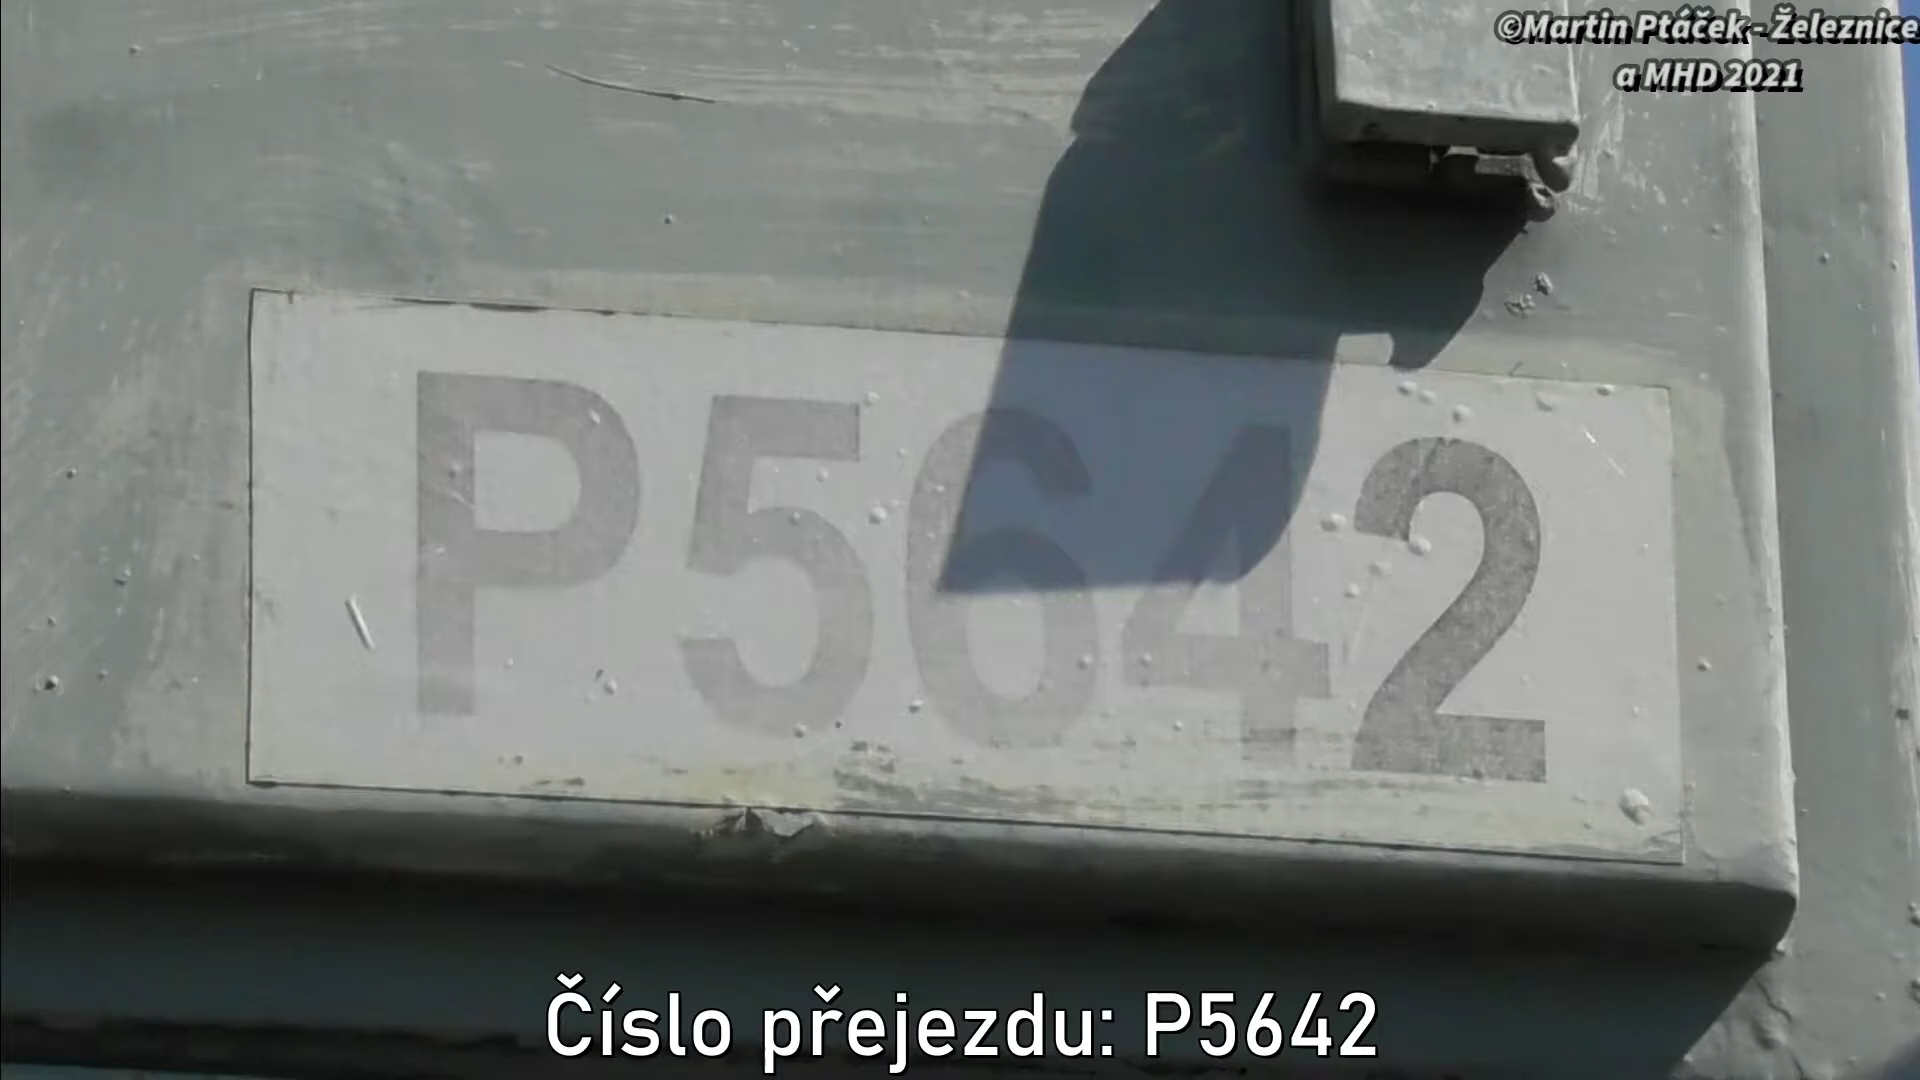 ©Martin Ptáček - Železnice
a MHD 2021
P5642
Číslo přejezdu: P5642